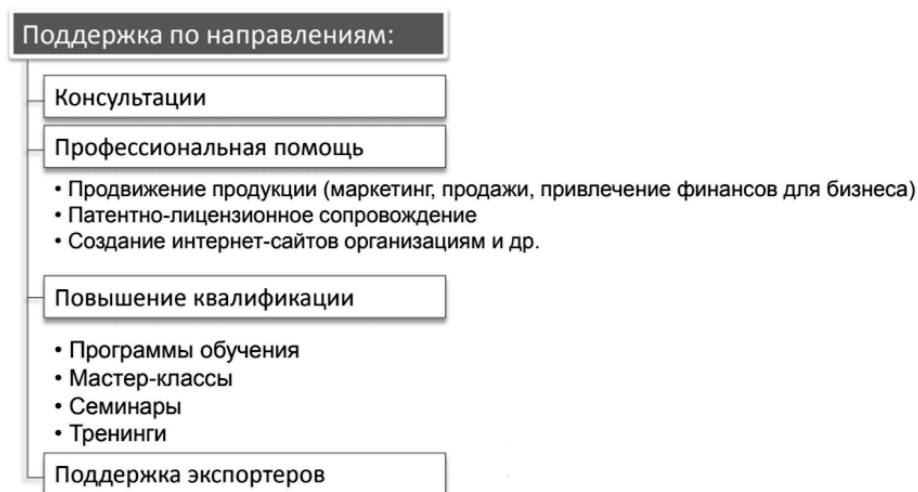 Поддержка по направлениям:
Консультации
Профессиональная помощь
• Продвижение продукции (маркетинг, продажи, привлечение финансов для бизнеса)
• Патентно-лицензионное сопровождение
• Создание интернет-сайтов организациям и др.
Повышение квалификации
• Программы обучения
• Мастер-классы
• Семинары
• Тренинги
Поддержка экспортеров